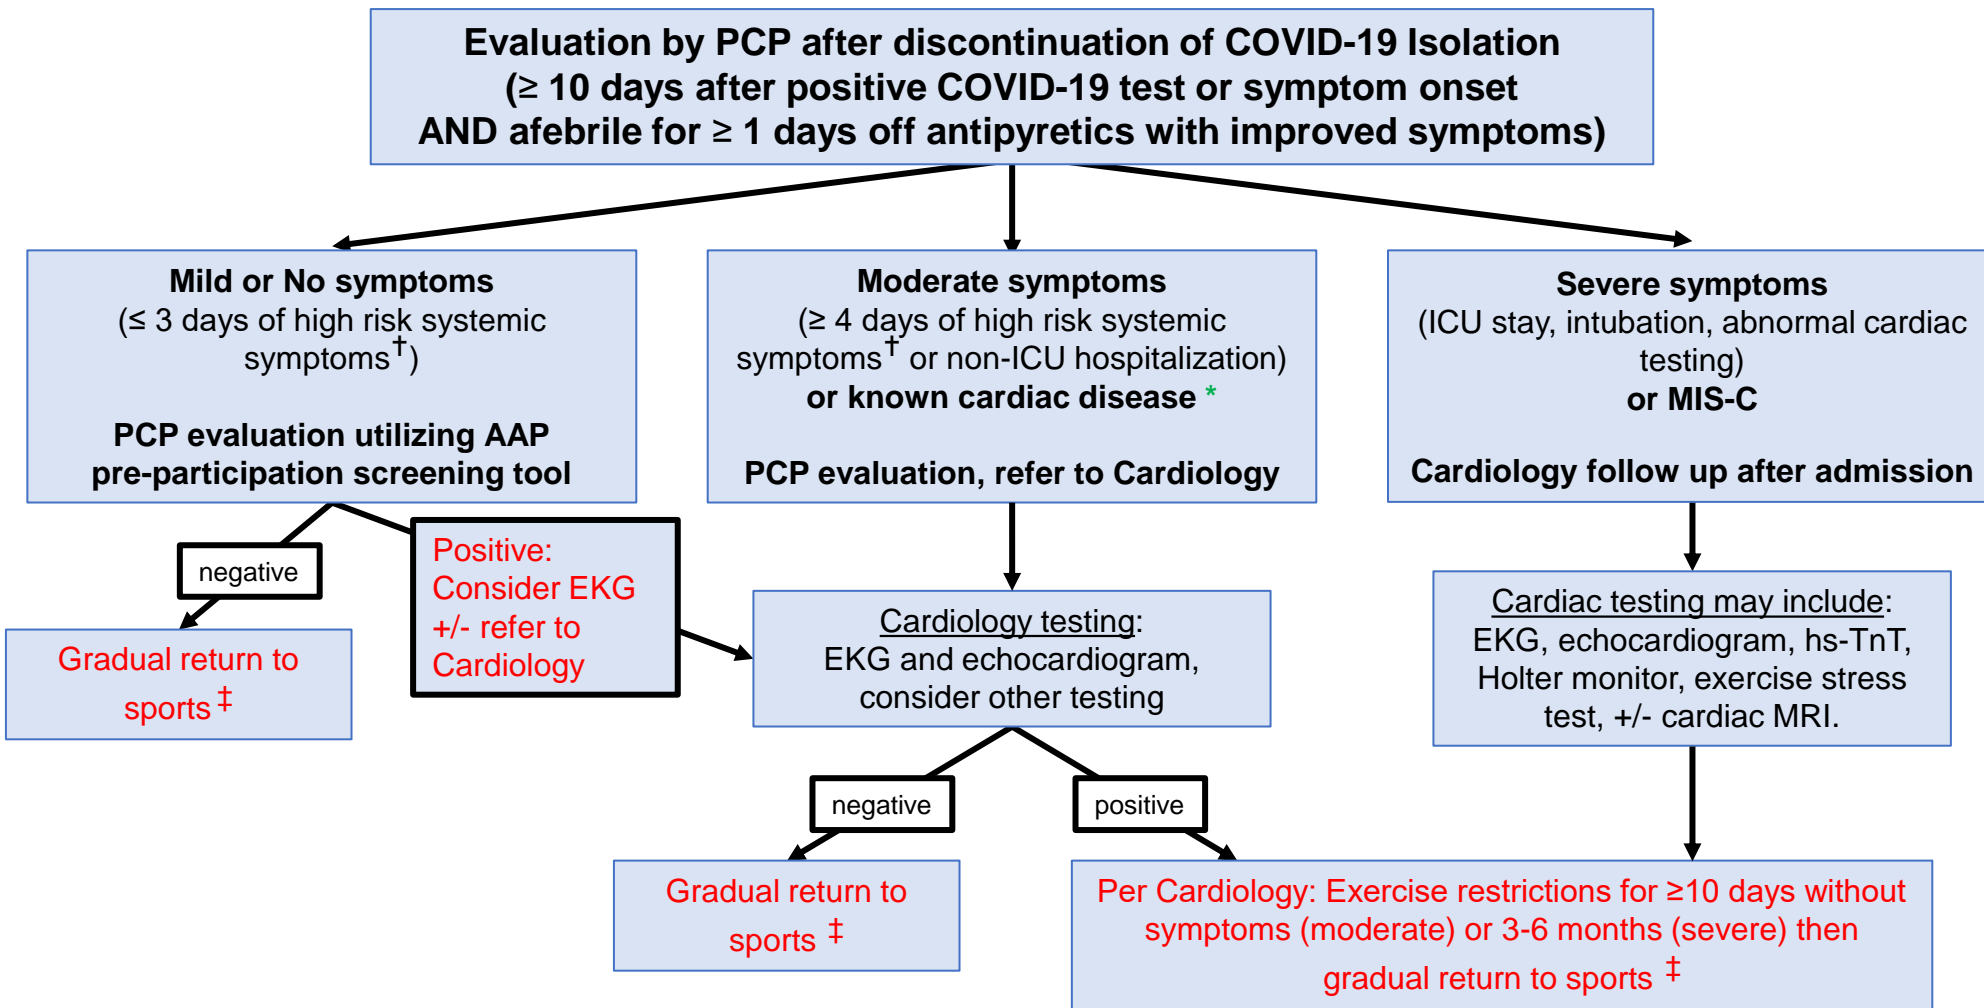 Evaluation by PCP after discontinuation of COVID-19 Isolation
(≥ 10 days after positive COVID-19 test or symptom onset
AND afebrile for ≥ 1 days off antipyretics with improved symptoms)
Mild or No symptoms
(≤ 3 days of high risk systemic
symptoms†)
PCP evaluation utilizing AAP
pre-participation screening tool
Moderate symptoms
(≥ 4 days of high risk systemic
symptoms† or non-ICU hospitalization)
or known cardiac disease *
PCP evaluation, refer to Cardiology
Severe symptoms
(ICU stay, intubation, abnormal cardiac
testing)
or MIS-C
Cardiology follow up after admission
negative
Positive:
Consider EKG
+/- refer to
Cardiology
Gradual return to
sports ‡
Cardiology testing:
EKG and echocardiogram,
consider other testing
Cardiac testing may include:
EKG, echocardiogram, hs-TnT,
Holter monitor, exercise stress
test, +/- cardiac MRI.
negative
positive
Gradual return to
sports ‡
Per Cardiology: Exercise restrictions for ≥10 days without
symptoms (moderate) or 3-6 months (severe) then
gradual return to sports ‡